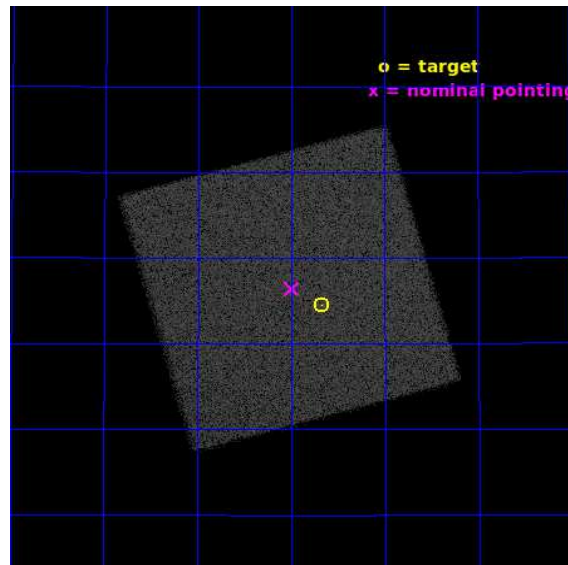 o = target
x = nominal pointing